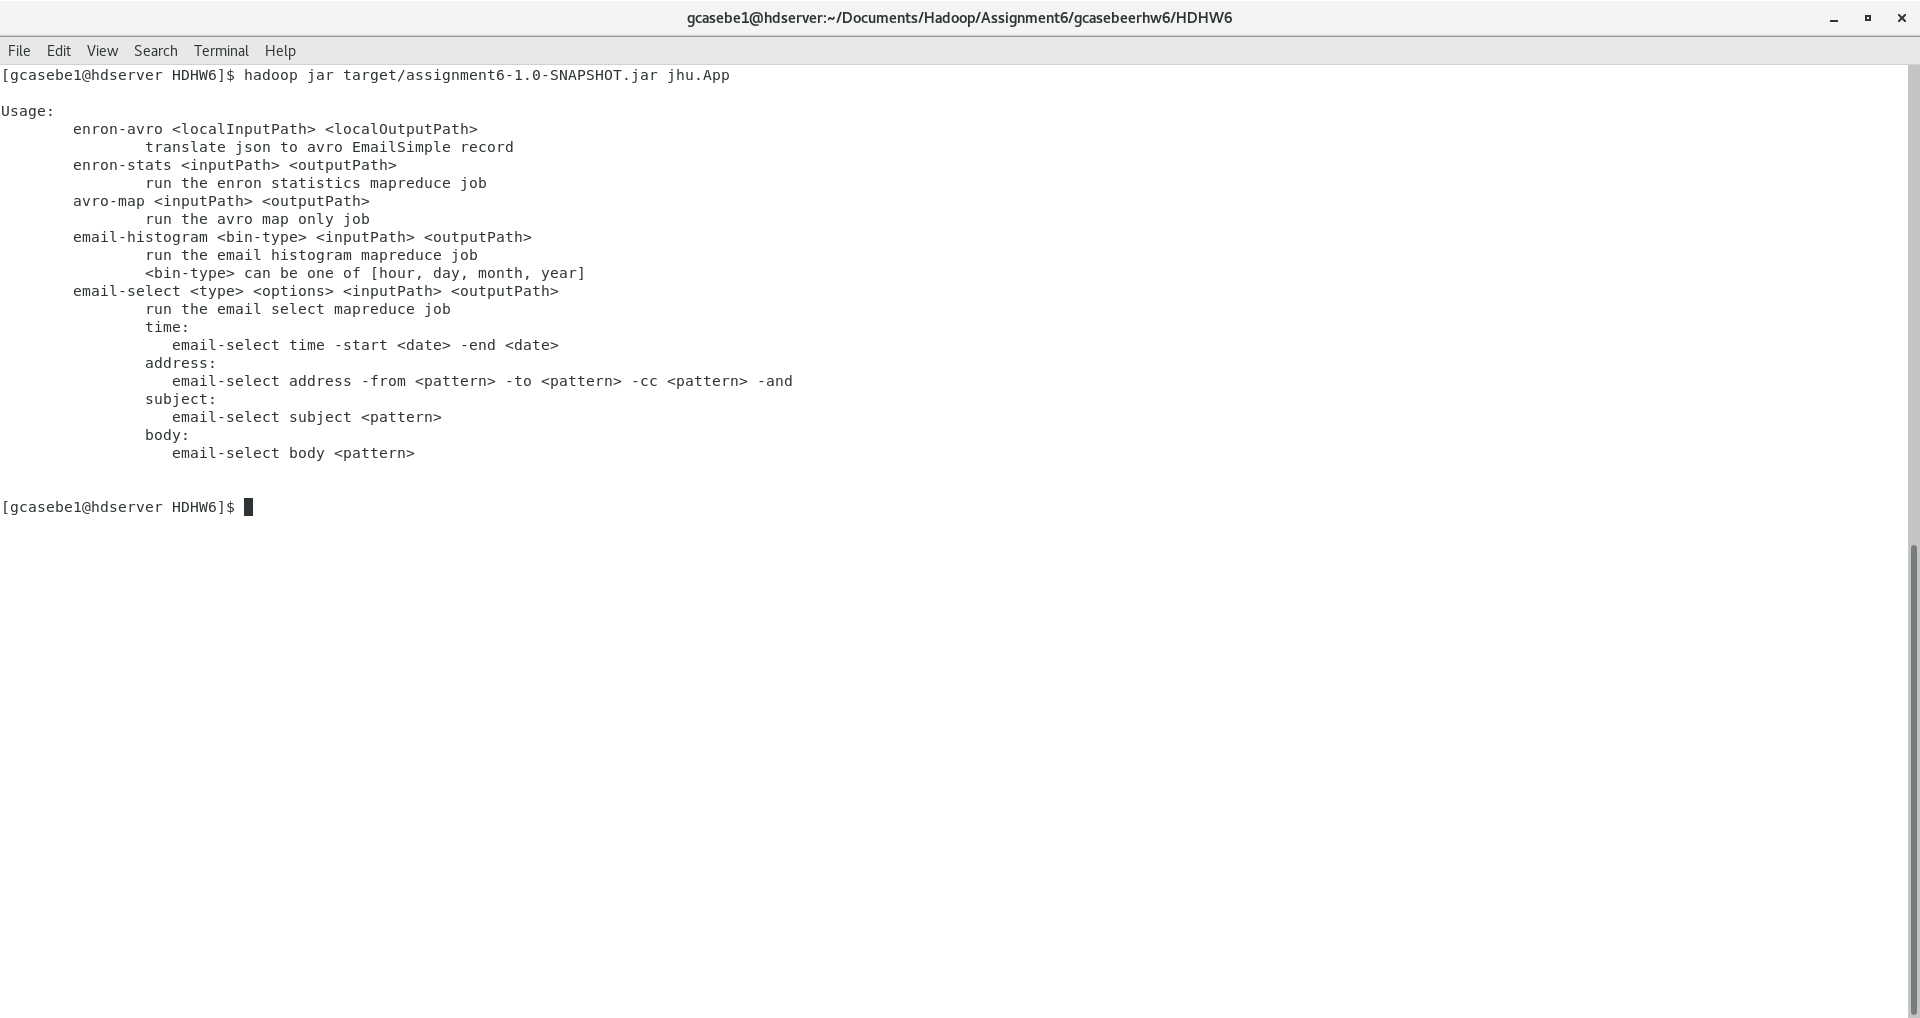 gcasebe1@hdserver:~/Documents/Hadoop/Assignment6/gcasebeerhw6/HDHW6
File Edit View Search Terminal Help
[gcasebe1@hdserver HDHW6]$ hadoop jar target/assignment6-1.0-SNAPSHOT.jar jhu.App
Usage:
enron-avro <localInputPath> <localOutputPath>
translate json to avro EmailSimple record
enron-stats <inputPath> <outputPath>
run the enron statistics mapreduce job
avro-map <inputPath> <outputPath>
run the avro map only job
email-histogram <bin-type> <inputPath> <outputPath>
run the email histogram mapreduce job
<bin-type> can be one of [hour, day, month, year]
email-select <type> <options> <inputPath> <outputPath>
run the email select mapreduce job
time:
email-select time -start <date> -end <date>
address:
email-select address -from <pattern> -to <pattern> -cc <pattern> -and
subject:
email-select subject <pattern>
body:
email-select body <pattern>
[gcasebe1@hdserver HDHW6]$